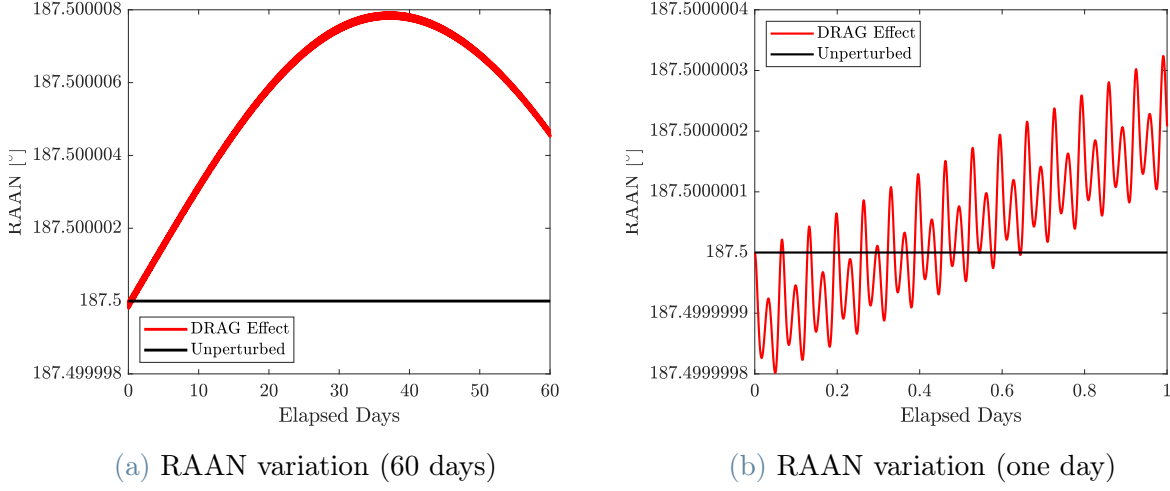 187.500008
187.500006
187.500004
187.500002
187.5
187.499998
RAAN [°]
DRAG Effect
Unperturbed
0 10 20 30 40 50 60
Elapsed Days
(a) RAAN variation (60 days)
187.5000004
187.5000003
187.5000002
187.5000001
187.5
187.4999999
187.4999998
RAAN [°]
DRAG Effect
Unperturbed
0 0.2 0.4 0.6 0.8 1
Elapsed Days
(b) RAAN variation (one day)